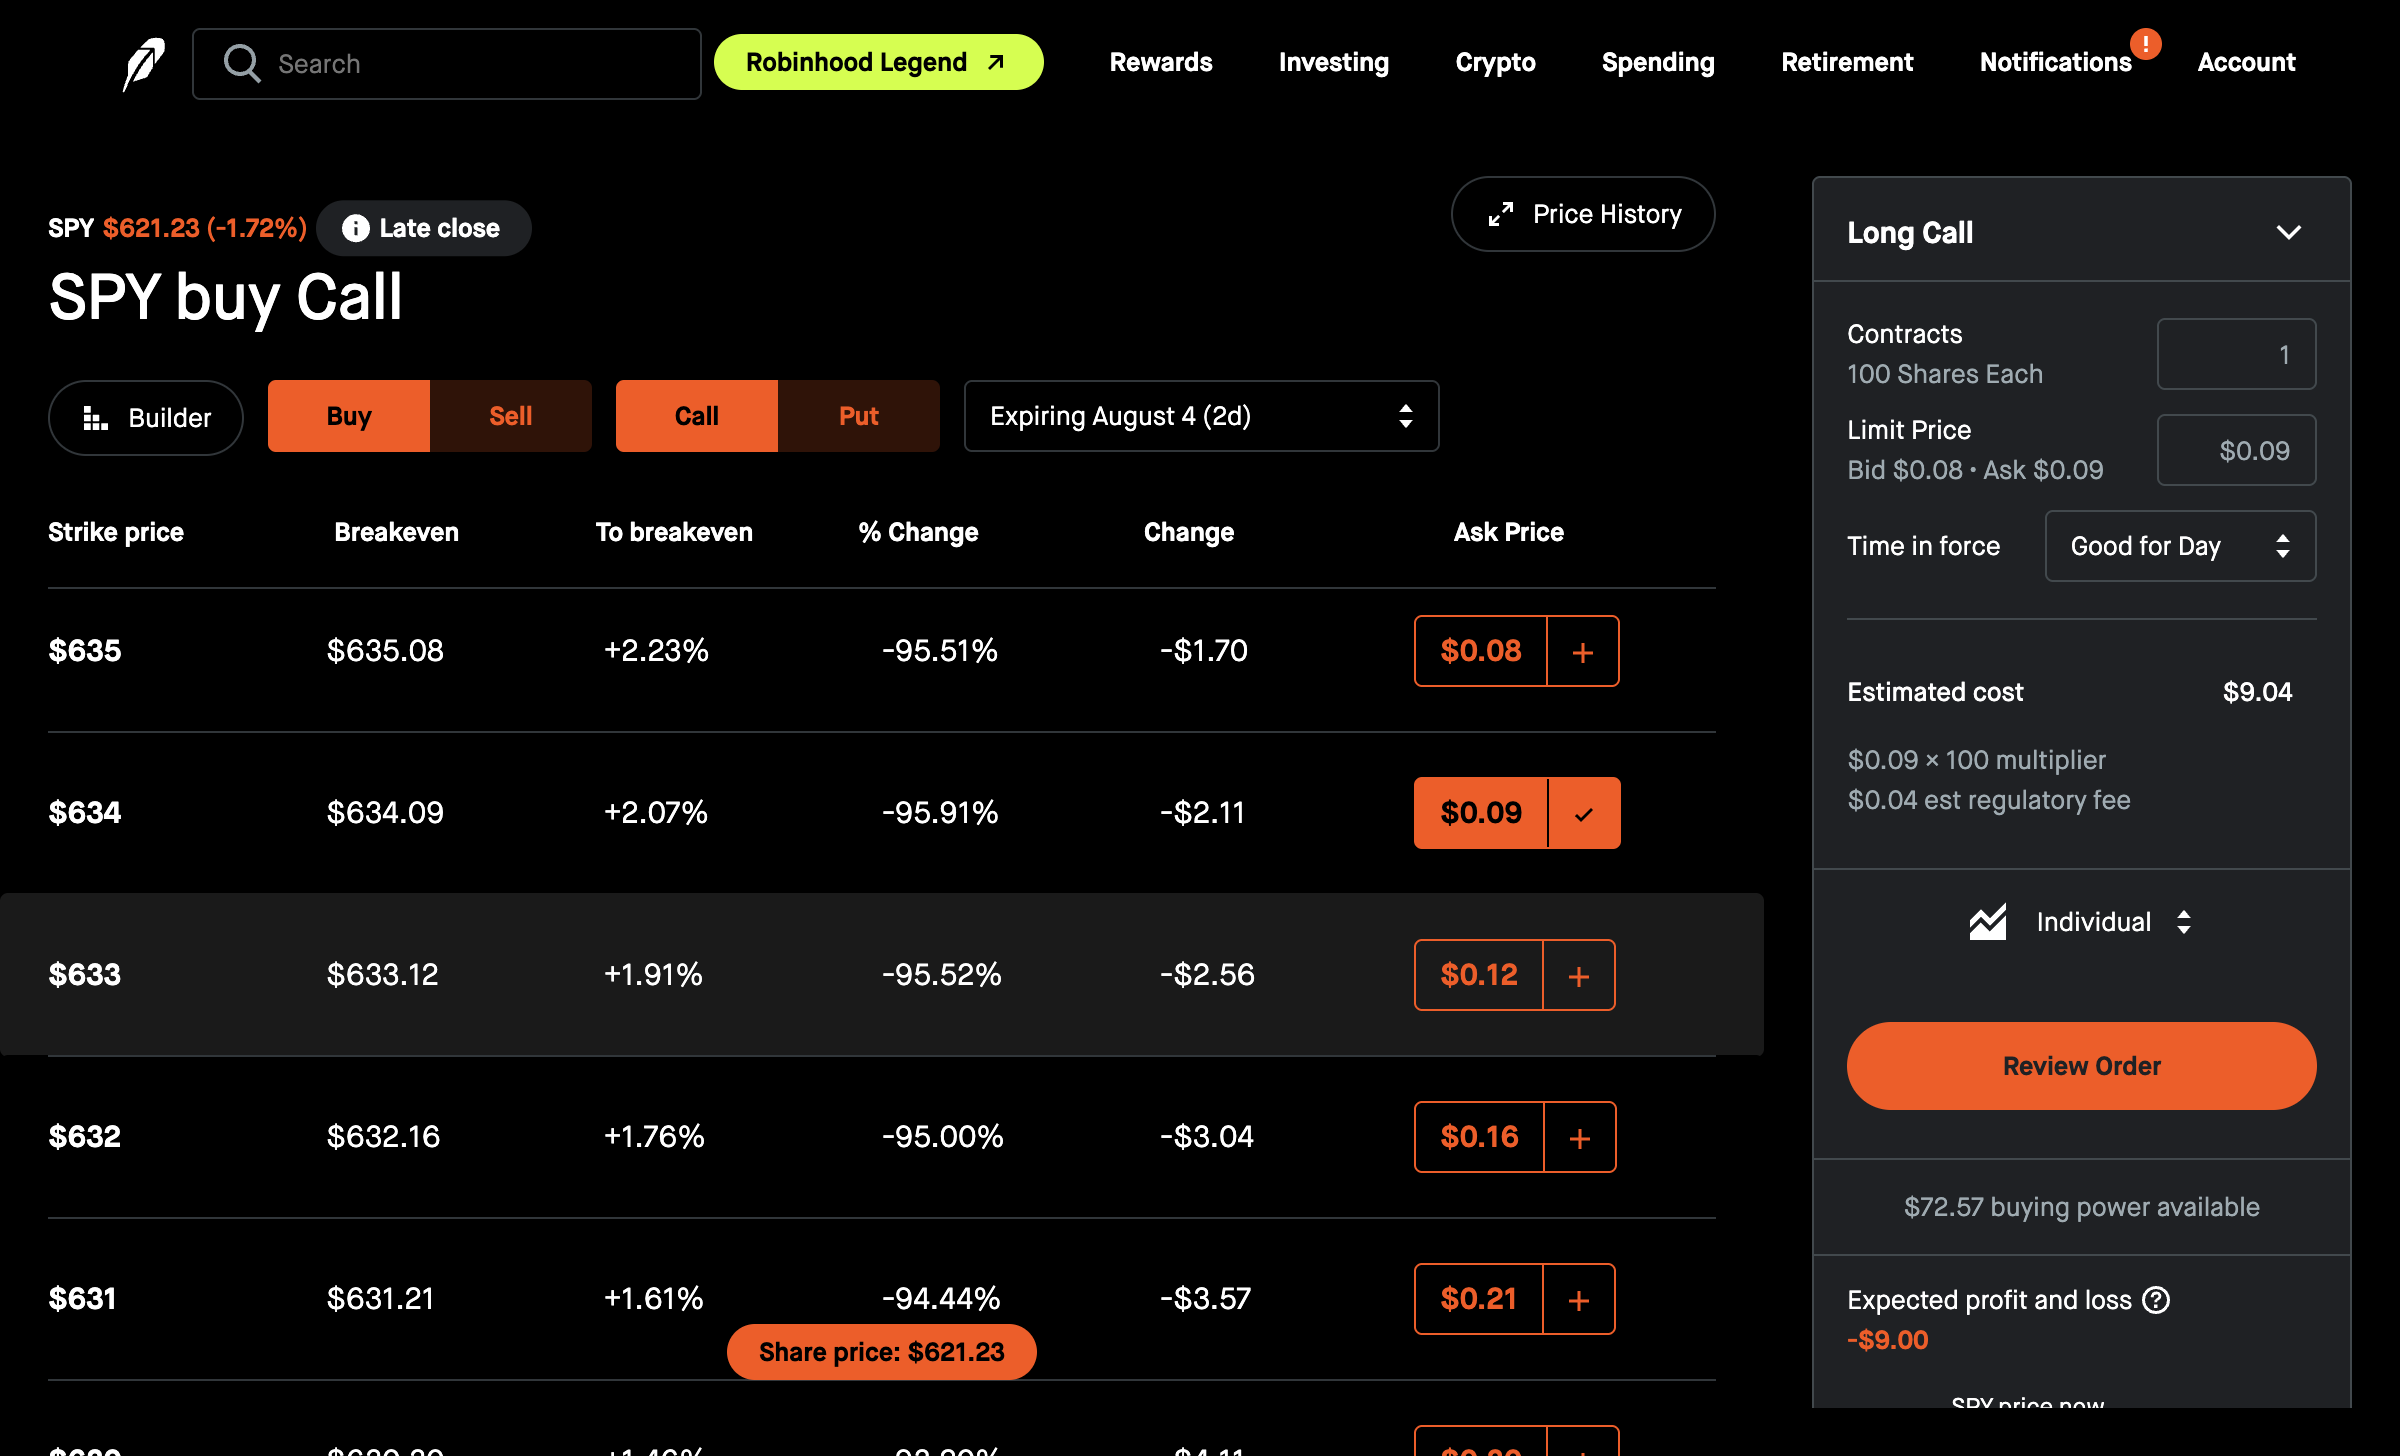 Search
Robinhood Legend
Rewards
Investing
Crypto
Spending
Retirement
Notifications
!
Account
SPY $621.23 (-1.72%)
Late close
Price History
SPY buy Call
Builder
Buy
Sell
Call
Put
Expiring August 4 (2d)
Strike price Breakeven To breakeven % Change Change Ask Price
$635 $635.08 +2.23% -95.51% -$1.70 $0.08 +
$634 $634.09 +2.07% -95.91% -$2.11 $0.09
$633 $633.12 +1.91% -95.52% -$2.56 $0.12 +
$632 $632.16 +1.76% -95.00% -$3.04 $0.16 +
$631 $631.21 +1.61% -94.44% -$3.57 $0.21 +
Share price: $621.23
Long Call
Contracts
100 Shares Each
1
Limit Price
Bid $0.08 • Ask $0.09
$0.09
Time in force
Good for Day
Estimated cost $9.04
$0.09 × 100 multiplier
$0.04 est regulatory fee
Individual
Review Order
$72.57 buying power available
Expected profit and loss ?
-$9.00
SPY price now